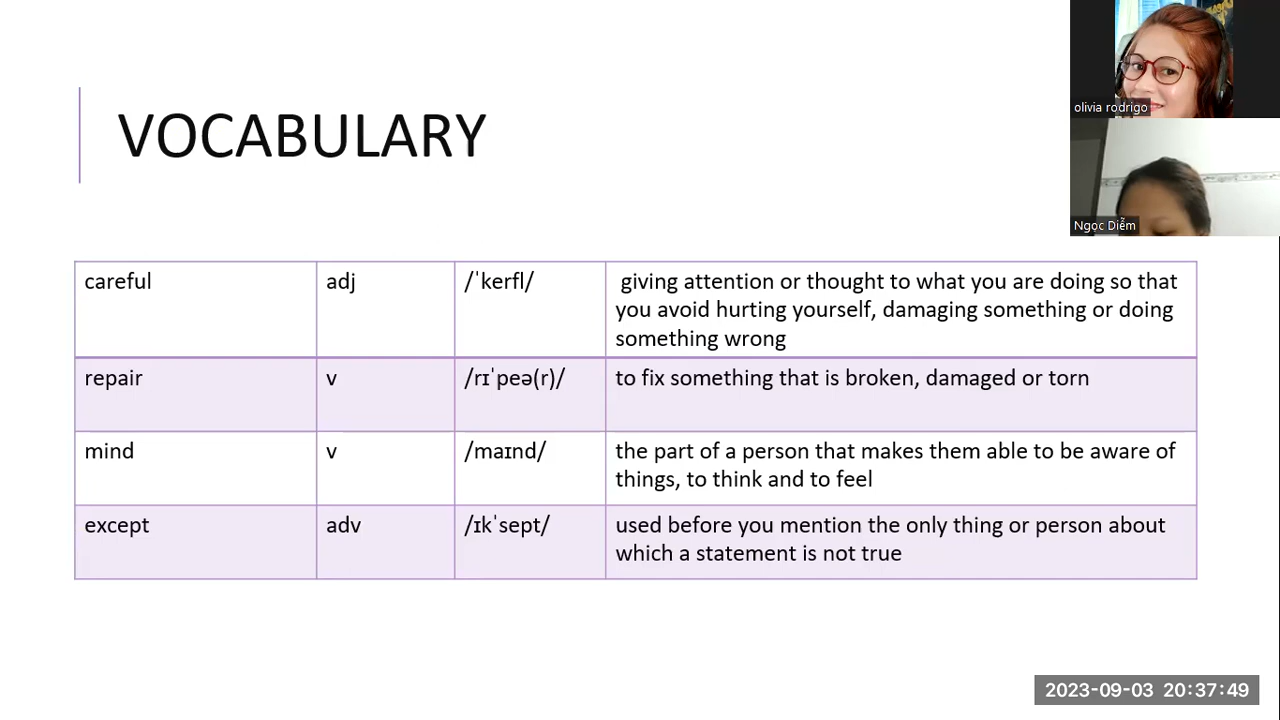 VOCABULARY
olivia rodrigo
Ngọc Diễm
careful adj /ˈkerfl/ giving attention or thought to what you are doing so that
you avoid hurting yourself, damaging something or doing
something wrong
repair v /rɪˈpeə(r)/ to fix something that is broken, damaged or torn
mind v /maɪnd/ the part of a person that makes them able to be aware of
things, to think and to feel
except adv /ɪkˈsept/ used before you mention the only thing or person about
which a statement is not true
2023-09-03 20:37:49